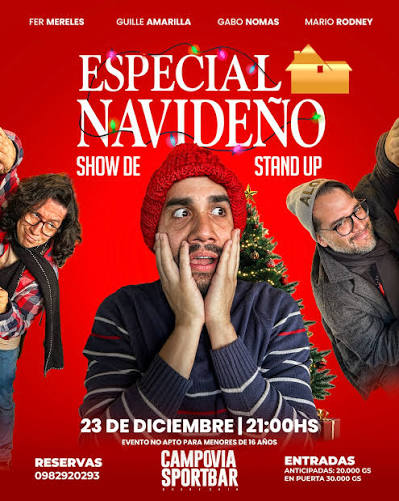 FER MERELES GUILLE AMARILLA GABO NOMAS MARIO RODNEY
ESPECIAL
NAVIDEÑO
SHOW DE STAND UP
23 DE DICIEMBRE | 21:00HS
EVENTO NO APTO PARA MENORES DE 16 AÑOS
RESERVAS
0982920293
CAMPOVIA
SPORTBAR
ENTRADAS
ANTICIPADAS: 20.000 GS
EN PUERTA 30.000 GS